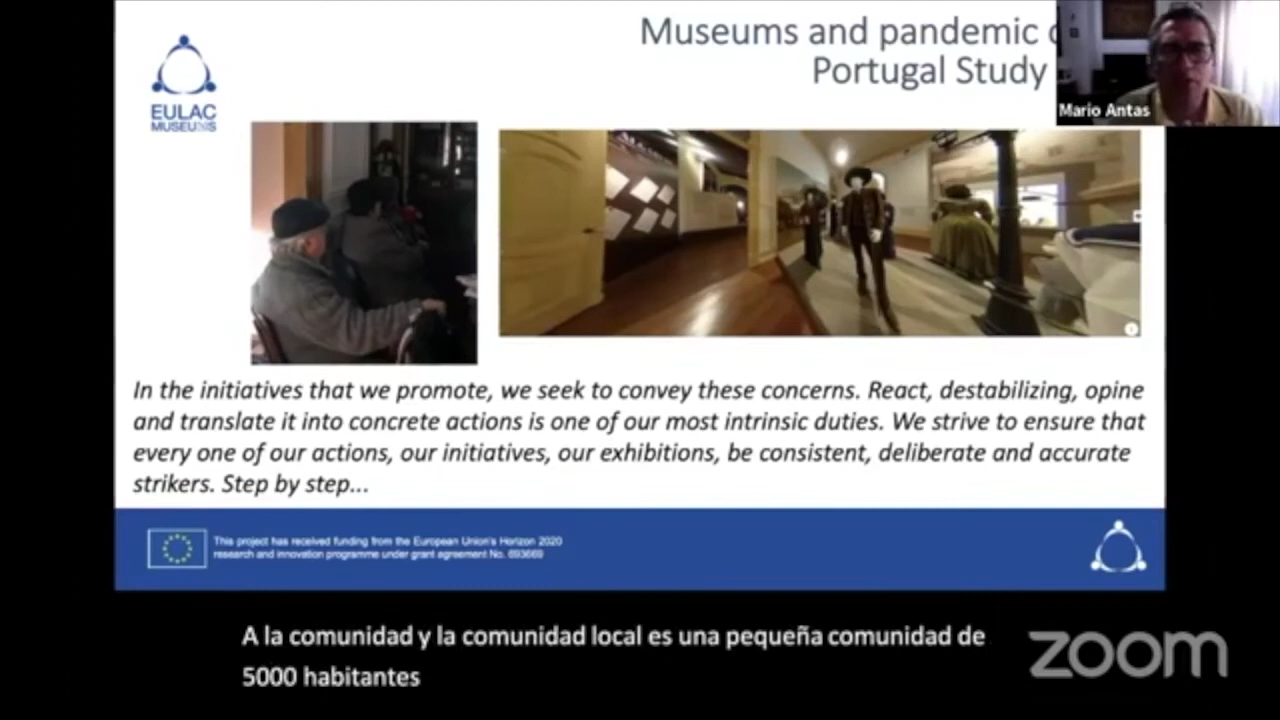 Museums and pandemic
Portugal Study
Mario Antas
EULAC
MUSEUMS
In the initiatives that we promote, we seek to convey these concerns. React, destabilizing, opine
and translate it into concrete actions is one of our most intrinsic duties. We strive to ensure that
every one of our actions, our initiatives, our exhibitions, be consistent, deliberate and accurate
strikers. Step by step...
This project has received funding from the European Union's Horizon 2020
research and innovation programme under grant agreement No. 693669
A la comunidad y la comunidad local es una pequeña comunidad de
5000 habitantes
zoom